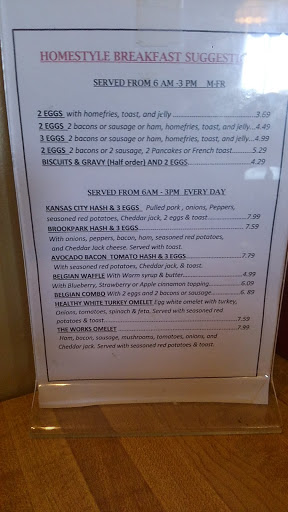 HOMESTYLE BREAKFAST
SERVED FROM 6 AM -3 PM M-FR
2 EGGS with homefries, toast, and jelly.............................3.69
2 EGGS 2 bacons or sausage or ham, homefries, toast, and jelly...4.49
3 EGGS 2 bacons or sausage or ham, homefries, toast, and jelly...4.99
2 EGGS 2 bacons or 2 sausage, 2 Pancakes or French toast.......5.29
BISCUITS & GRAVY (Half order) AND 2 EGGS.......................4.29
SERVED FROM 6AM - 3PM EVERY DAY
KANSAS CITY HASH & 3 EGGS Pulled pork , onions, Peppers,
seasoned red potatoes, Cheddar jack, 2 eggs & toast...............7.99
BROOKPARK HASH & 3 EGGS...............................7.59
With onions, peppers, bacon, ham, seasoned red potatoes,
and Cheddar Jack cheese. Served with toast.
AVOCADO BACON TOMATO HASH & 3 EGGS....................7.79
With seasoned red potatoes, Cheddar jack, & toast.
BELGIAN WAFFLE With Warm syrup & butter.....................4.99
With Blueberry, Strawberry or Apple cinnamon topping...........6.09
BELGIAN COMBO With 2 eggs and 2 bacons or sausage...........6. 89
HEALTHY WHITE TURKEY OMELET Egg white omelet with turkey,
Onions, tomatoes, spinach & feta, Served with seasoned red
potatoes & toast...............................................7.59
THE WORKS OMELET........................................7.99
Ham, bacon, sausage, mushrooms, tomatoes, onions, and
Cheddar jack. Served with seasoned red potatoes & toast.